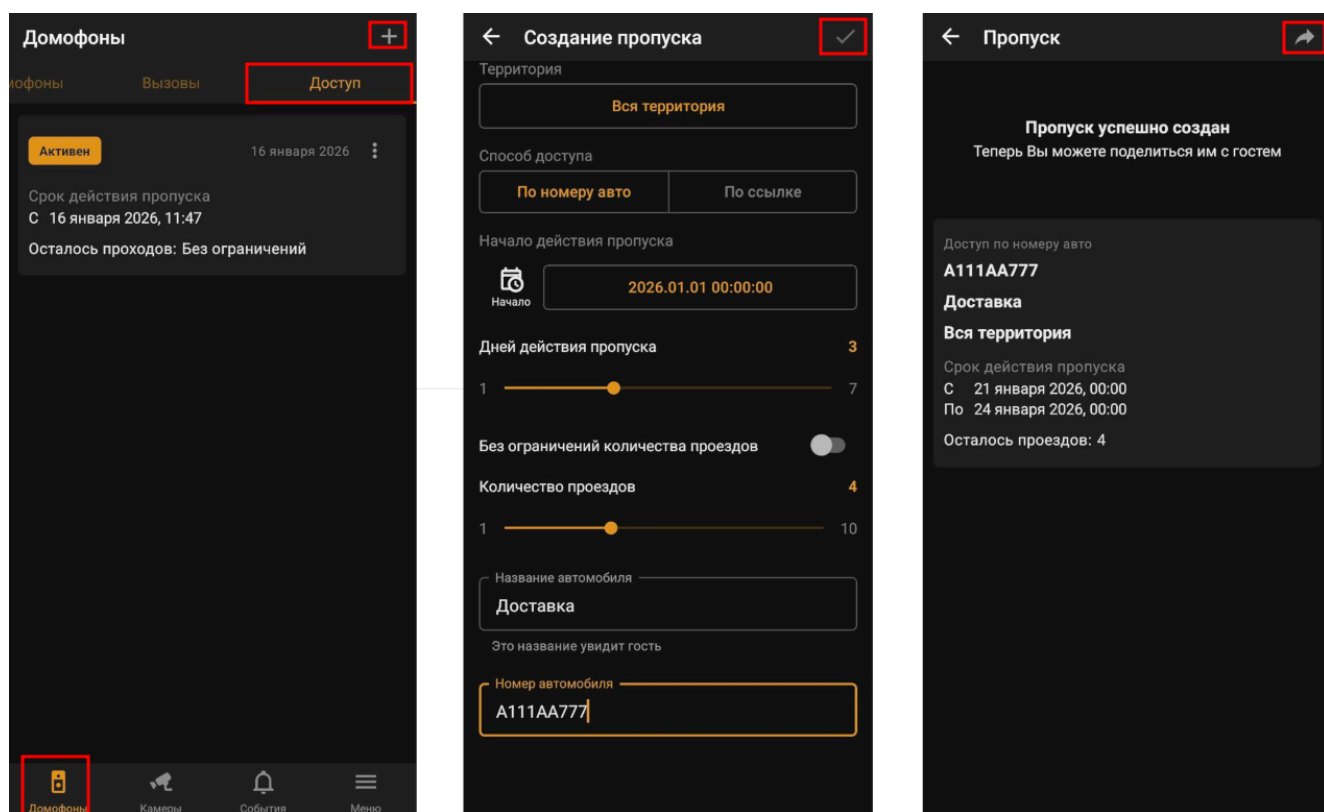 Домофоны
мофоны
Вызовы
Доступ
Активен
16 января 2026
Срок действия пропуска
С 16 января 2026, 11:47
Осталось проходов: Без ограничений
Домофоны
Камеры
События
Меню
Создание пропуска
Территория
Вся территория
Способ доступа
По номеру авто
По ссылке
Начало действия пропуска
Начало
2026.01.01 00:00:00
Дней действия пропуска 3
1 7
Без ограничений количества проездов
Количество проездов 4
1 10
Название автомобиля
Доставка
Это название увидит гость
Номер автомобиля
А111АА777
Пропуск
Пропуск успешно создан
Теперь Вы можете поделиться им с гостем
Доступ по номеру авто
А111АА777
Доставка
Вся территория
Срок действия пропуска
С 21 января 2026, 00:00
По 24 января 2026, 00:00
Осталось проездов: 4